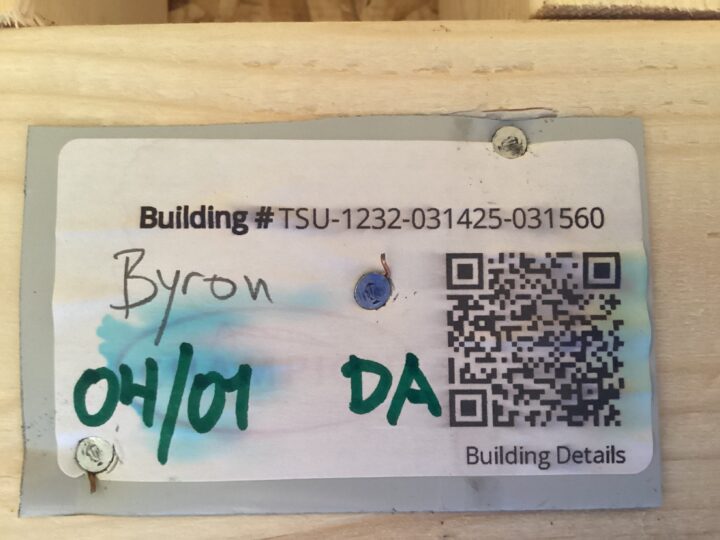 Building # TSU-1232-031425-031560
Byron
04/01 DA
Building Details